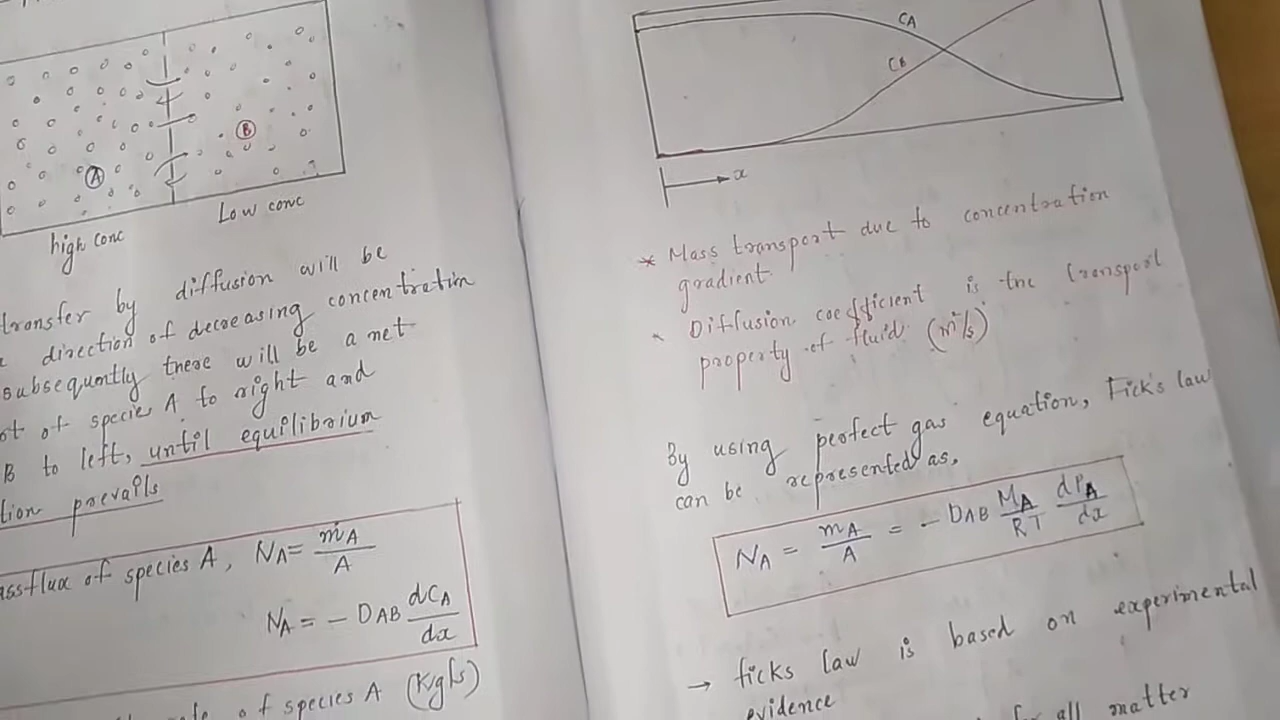 A
B
high conc
Low conc
transfer by diffusion will be
direction of decreasing concentratin
subsequntly there will be a net
of species A to right and
B to left, until equilibrium
tion prevails
flux of species A, NA = ṁA/A
NA = - DAB dCA/dx
of species A (Kg/s)
CA
CB
x
* Mass transport due to concentration
gradient
* Diffusion coefficient is the transport
property of fluid. (m²/s)
By using perfect gas equation, Fick's law
can be represented as,
NA = mA/A = - DAB MA/RT dPA/dx
→ ficks law is based on experimental
evidence
for all matter